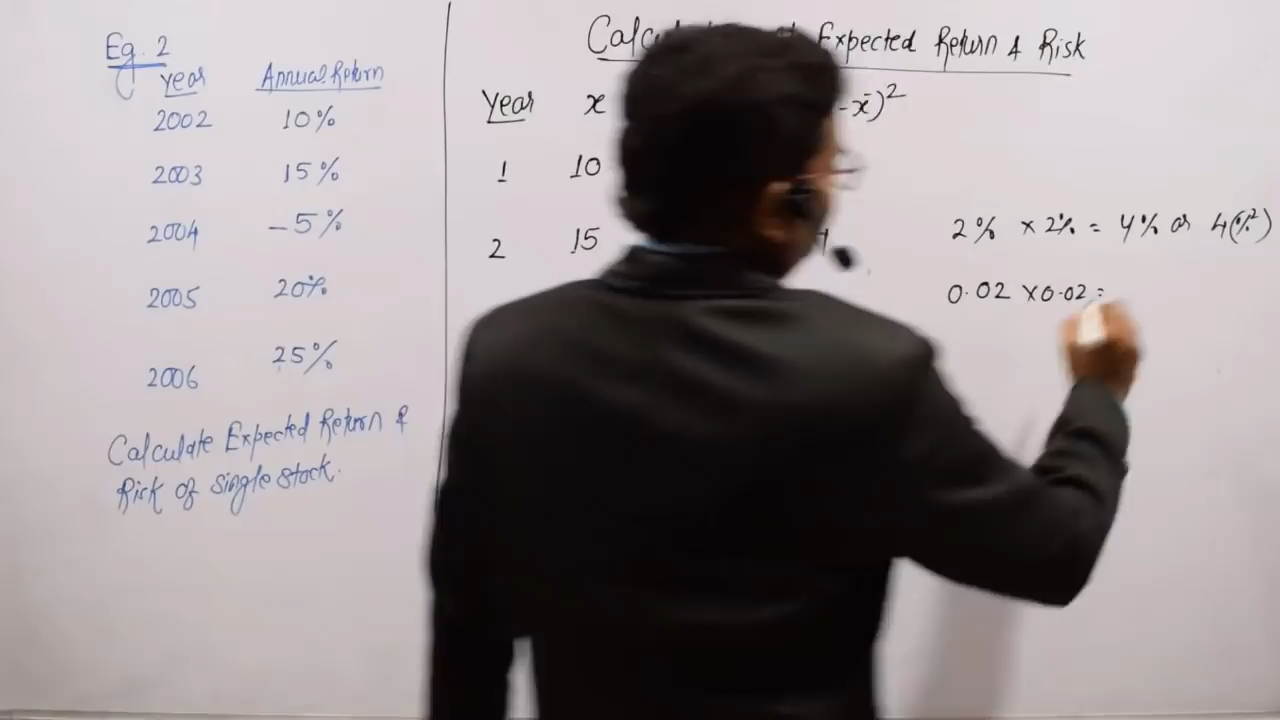 Eg. 2
Year Annual Return
2002 10%
2003 15%
2004 -5%
2005 20%
2006 25%
Calculate Expected Return &
Risk of single stock.
Expected Return & Risk
Year x - x̄)²
1 10
2 15
2% × 2% = 4% or 4(%²)
0.02 × 0.02 =